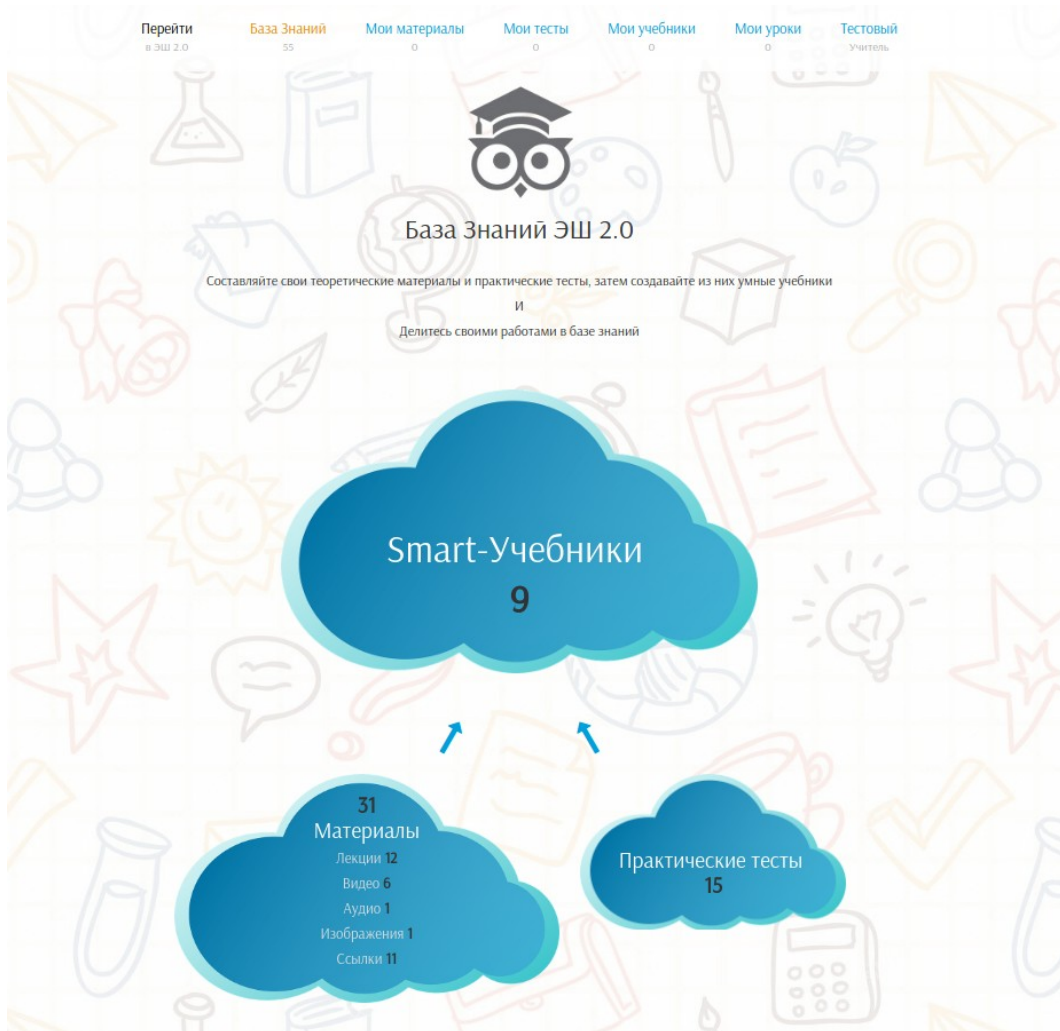 Перейти База Знаний Мои материалы Мои тесты Мои учебники Мои уроки Тестовый
в ЭШ 2.0 55 0 0 0 0 Учитель
База Знаний ЭШ 2.0
Составляйте свои теоретические материалы и практические тесты, затем создавайте из них умные учебники
И
Делитесь своими работами в базе знаний
Smart-Учебники
9
31
Материалы
Лекции 12
Видео 6
Аудио 1
Изображения 1
Ссылки 11
Практические тесты
15